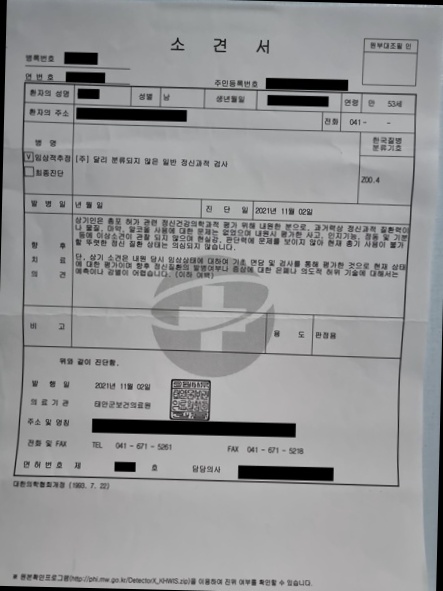 소 견 서
원부대조필 인
병록번호
연 번 호
주민등록번호
환자의 성명 성별 남 생년월일 연령 만 53세
환자의 주소 전화 041- -
병 명 한국질병
분류기호
V 임상적추정 [주] 달리 분류되지 않은 일반 정신과적 검사
최종진단 Z00.4
발 병 일 년 월 일 진 단 일 2021년 11월 02일
향 후
치 료
의 견
상기인은 총포 허가 관련 정신건강의학과적 평가 위해 내원한 분으로, 과거력상 정신과적 질환력이
나 물질, 마약, 알코올 사용에 대한 문제는 없었으며 내원시 평가한 사고, 인지기능, 정동 및 기분
등에 이상소견이 관찰 되지 않으며 현실감, 판단력에 문제를 보이지 않아 현재 총기 사용이 불가
할 뚜렷한 정신 질환 상태는 의심되지 않습니다.
단, 상기 소견은 내원 당시 임상상태에 대하여 기초 면담 및 검사를 통해 평가한 것으로 현재 상태
에 대한 평가이며 향후 정신질환의 발병여부나 증상에 대한 은폐나 의도적 허위 기술에 대해서는
예측이나 감별이 어렵습니다. (이하 여백)
비 고 용 도 판정용
위와 같이 진단함.
발 행 일 2021년 11월 02일
의 료 기 관 태안군보건의료원
주소 및 명칭
전화 및 FAX TEL 041 - 671 - 5261 FAX 041 - 671 - 5218
면 허 번 호 제 호 담당의사
대한의학협회제정 (1993. 7. 22)
※ 원본확인프로그램(http://phi.mw.go.kr/DetectorX_KHWIS.zip)을 이용하여 진위 여부를 확인할 수 있습니다.